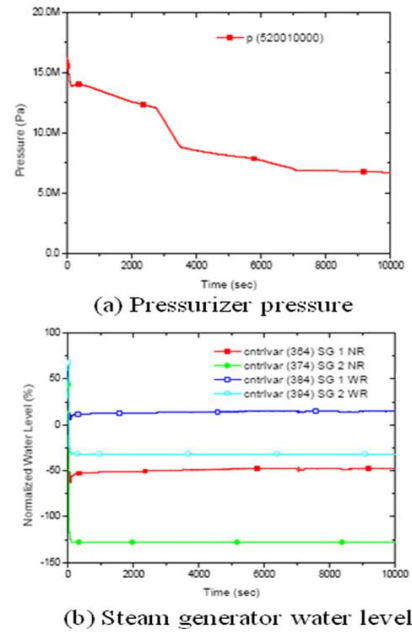 20.0M
15.0M
10.0M
5.0M
0.0
Pressure (Pa)
p (520010000)
0 2000 4000 6000 8000 10000
Time (sec)
(a) Pressurizer pressure
100
50
0
-50
-100
-150
Normalized Water Level (%)
cntrlvar (364) SG 1 NR
cntrlvar (374) SG 2 NR
cntrlvar (384) SG 1 WR
cntrlvar (394) SG 2 WR
0 2000 4000 6000 8000 10000
Time (sec)
(b) Steam generator water level